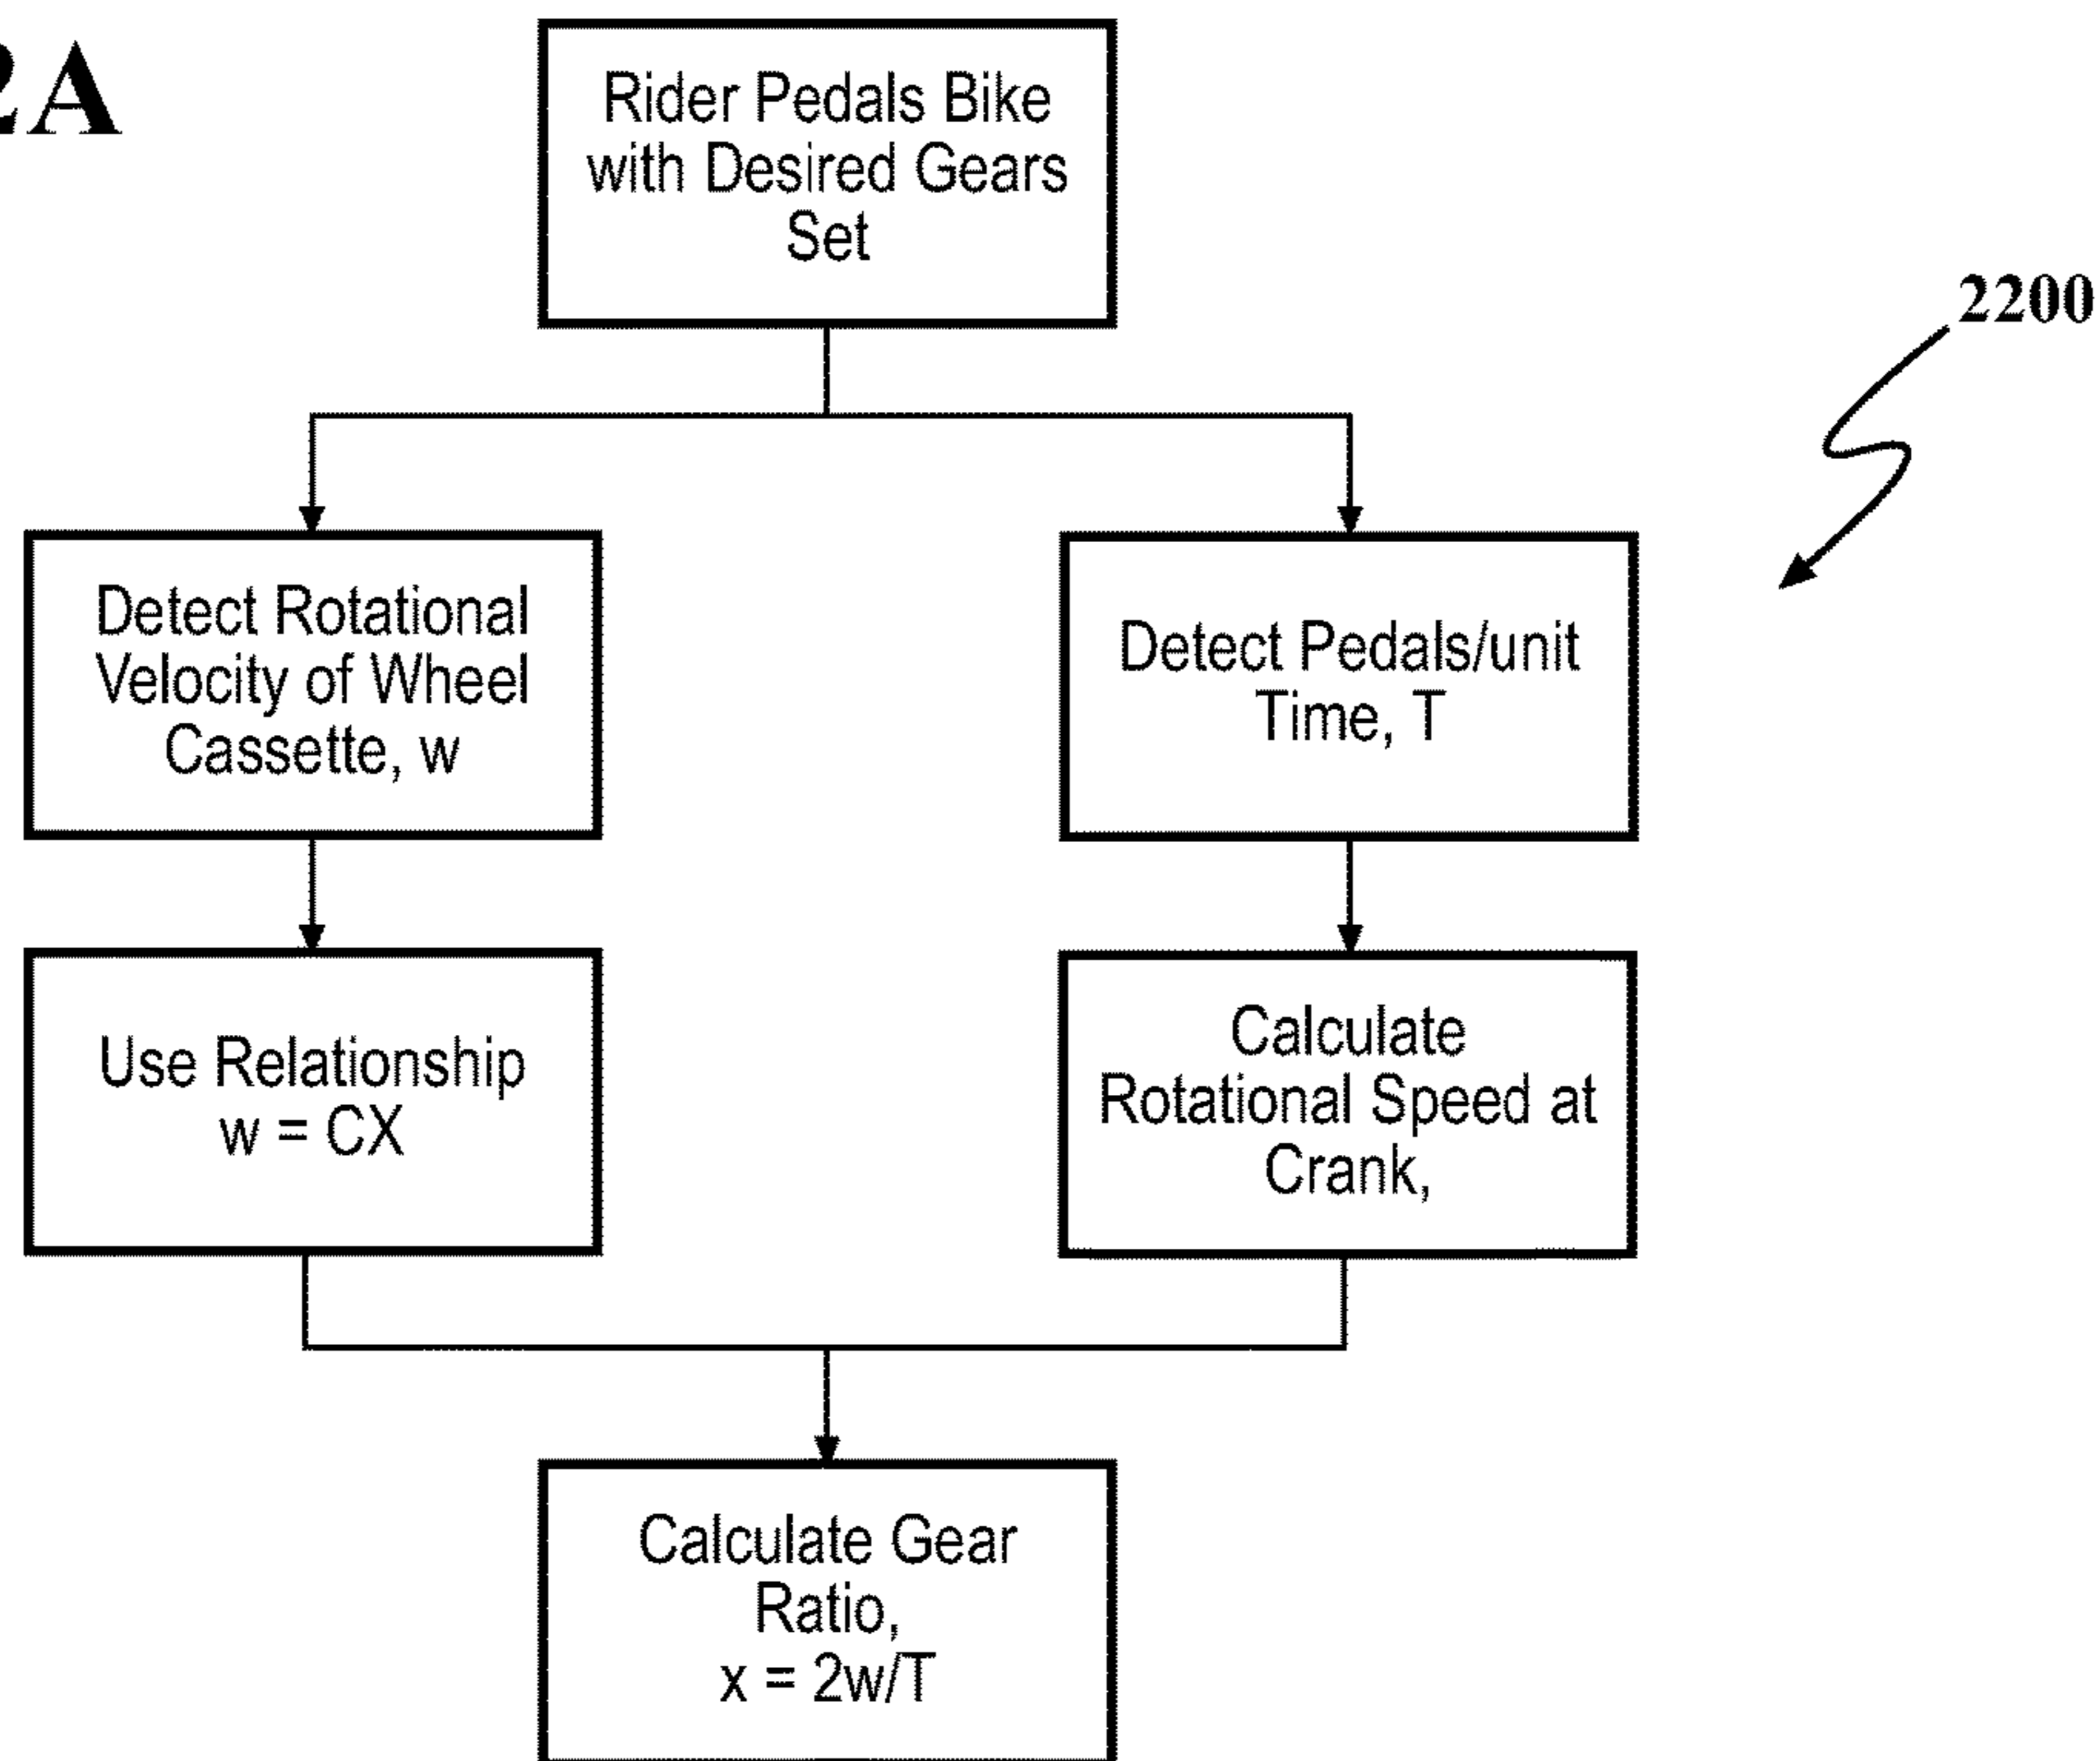 2A
Rider Pedals Bike
with Desired Gears
Set
2200
Detect Rotational
Velocity of Wheel
Cassette, w
Detect Pedals/unit
Time, T
Use Relationship
w = CX
Calculate
Rotational Speed at
Crank,
Calculate Gear
Ratio,
x = 2w/T